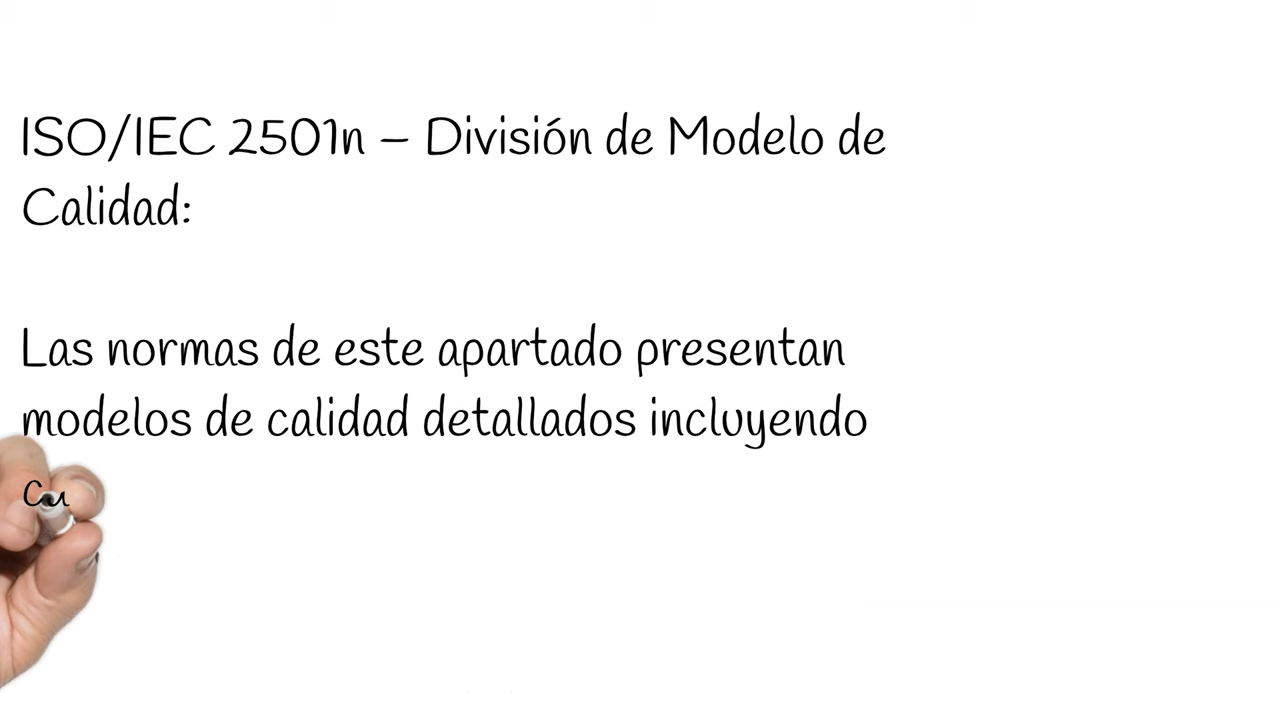 ISO/IEC 2501n – División de Modelo de
Calidad:
Las normas de este apartado presentan
modelos de calidad detallados incluyendo